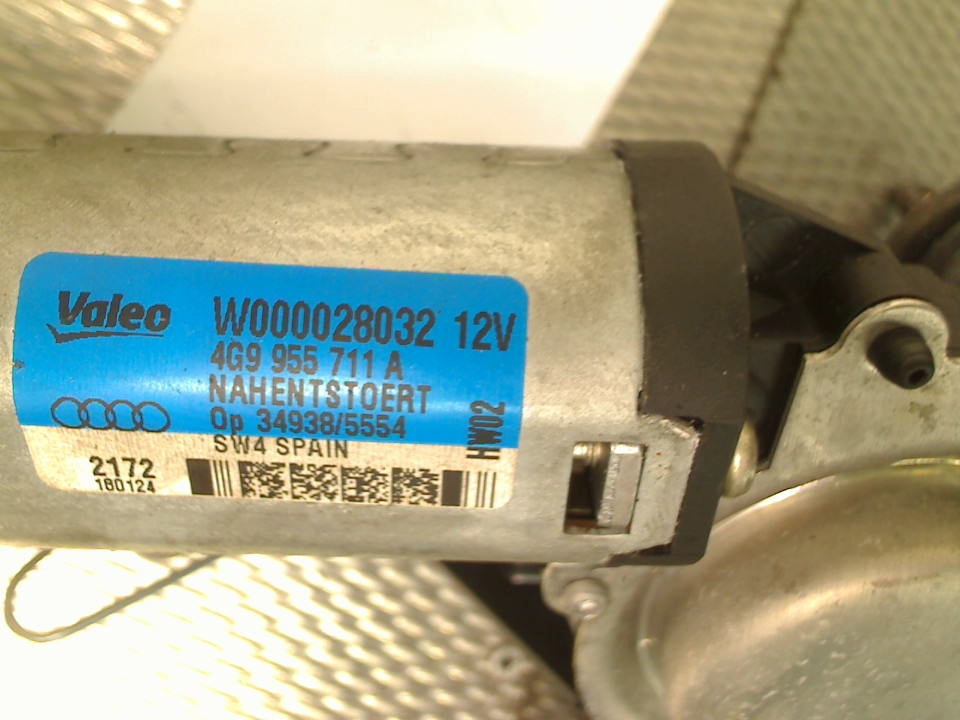 Valeo W000028032 12V
4G9 955 711 A
NAHENTSTOERT
Op 34938/5554
SW4 SPAIN
HW02
2172
180124